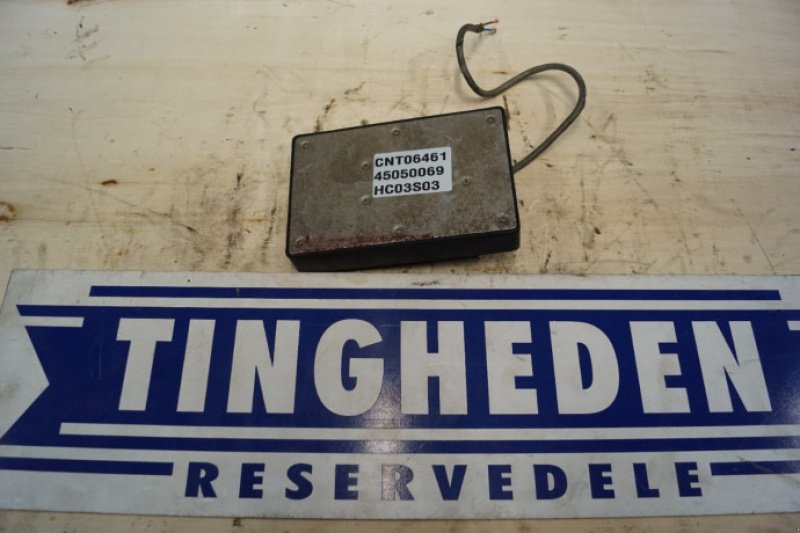 CNT06461
45050069
HC03S03
TINGHEDEN
RESERVEDELE